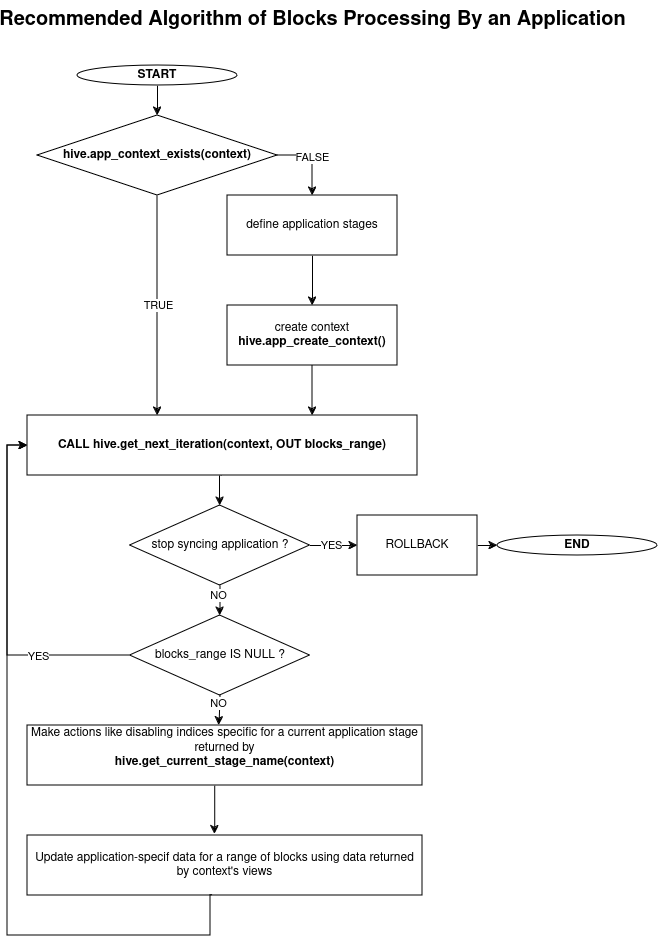 Recommended Algorithm of Blocks Processing By an Application
START
hive.app_context_exists(context)
FALSE
define application stages
TRUE
create context
hive.app_create_context()
CALL hive.get_next_iteration(context, OUT blocks_range)
stop syncing application ?
YES
ROLLBACK
END
NO
blocks_range IS NULL ?
YES
NO
Make actions like disabling indices specific for a current application stage
returned by
hive.get_current_stage_name(context)
Update application-specif data for a range of blocks using data returned
by context's views